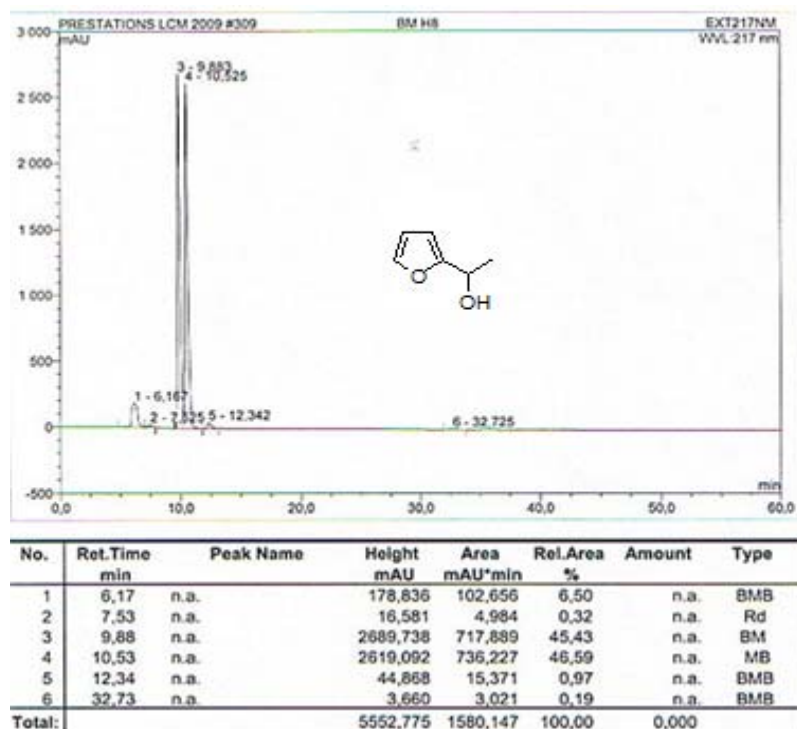 PRESTATIONS LCM 2009 #309 BM H8 EXT217NM
3 000 mAU WVL:217 nm
3 - 9,883
4 - 10,525
2 500
2 000
1 500
O
OH
1 000
500
1 - 6,167
2 - 7,525 5 - 12,342 6 - 32,725
0
min
-500
0,0 10,0 20,0 30,0 40,0 50,0 60,0
No. Ret.Time Peak Name Height Area Rel.Area Amount Type
min mAU mAU*min %
1 6,17 n.a. 178,836 102,656 6,50 n.a. BMB
2 7,53 n.a. 16,581 4,984 0,32 n.a. Rd
3 9,88 n.a. 2689,738 717,889 45,43 n.a. BM
4 10,53 n.a. 2619,092 736,227 46,59 n.a. MB
5 12,34 n.a. 44,868 15,371 0,97 n.a. BMB
6 32,73 n.a. 3,660 3,021 0,19 n.a. BMB
Total: 5552,775 1580,147 100,00 0,000